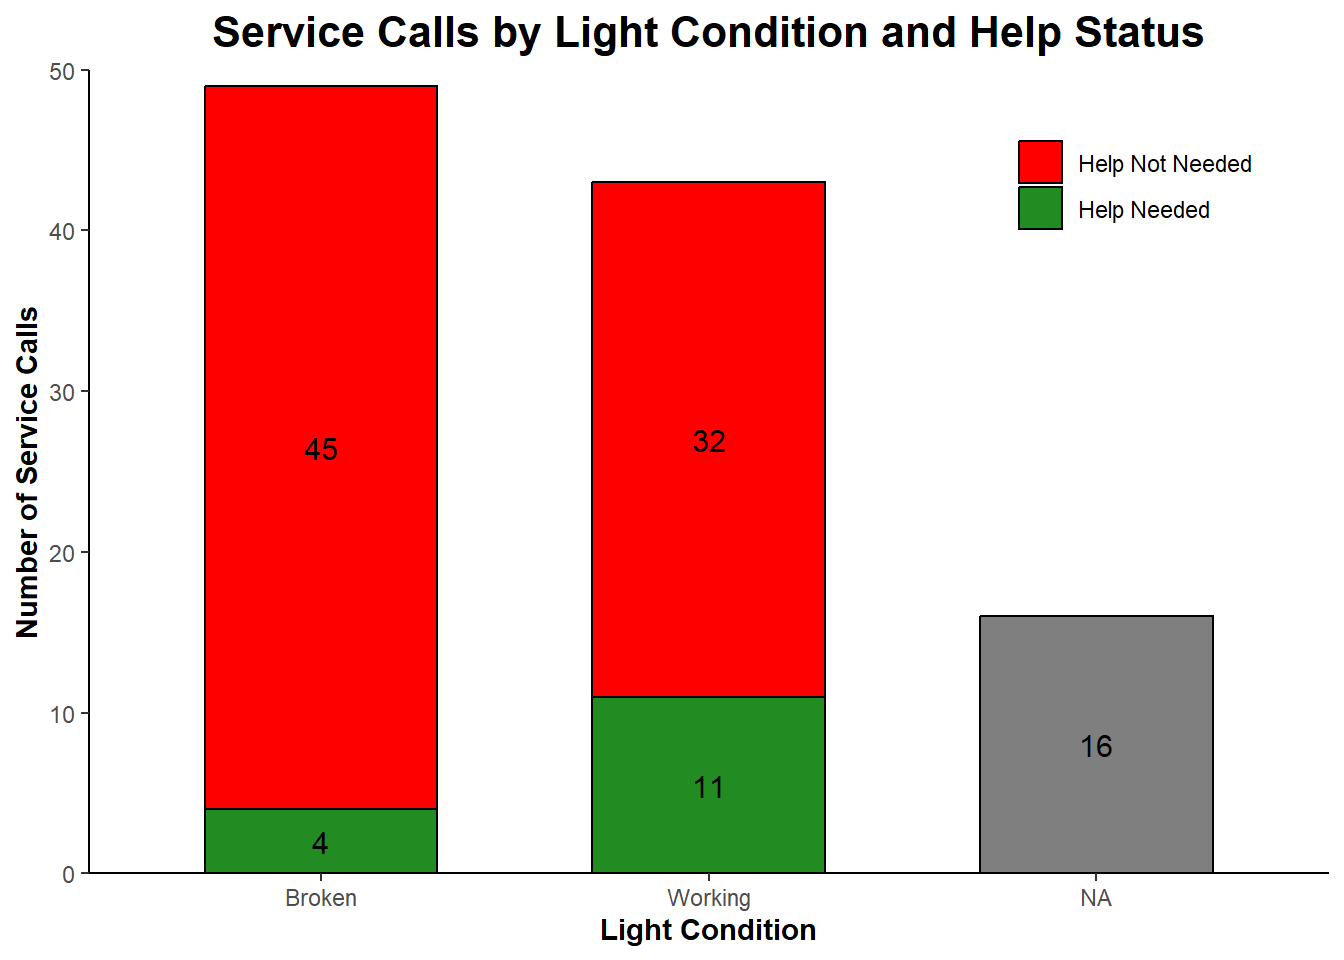 Service Calls by Light Condition and Help Status
50
40
30
20
10
0
Number of Service Calls
45
4
32
11
16
Help Not Needed
Help Needed
Broken
Working
NA
Light Condition